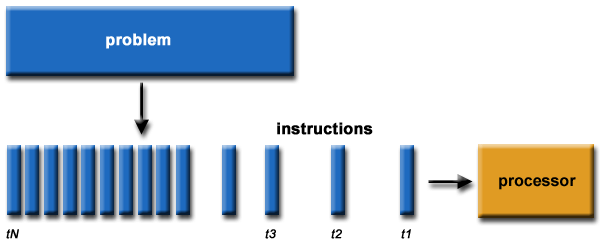 problem
instructions
processor
tN
t3
t2
t1